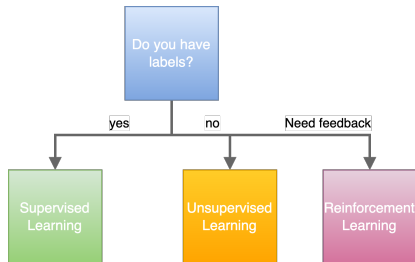 Do you have
labels?
yes
no
Need feedback
Supervised
Learning
Unsupervised
Learning
Reinforcement
Learning